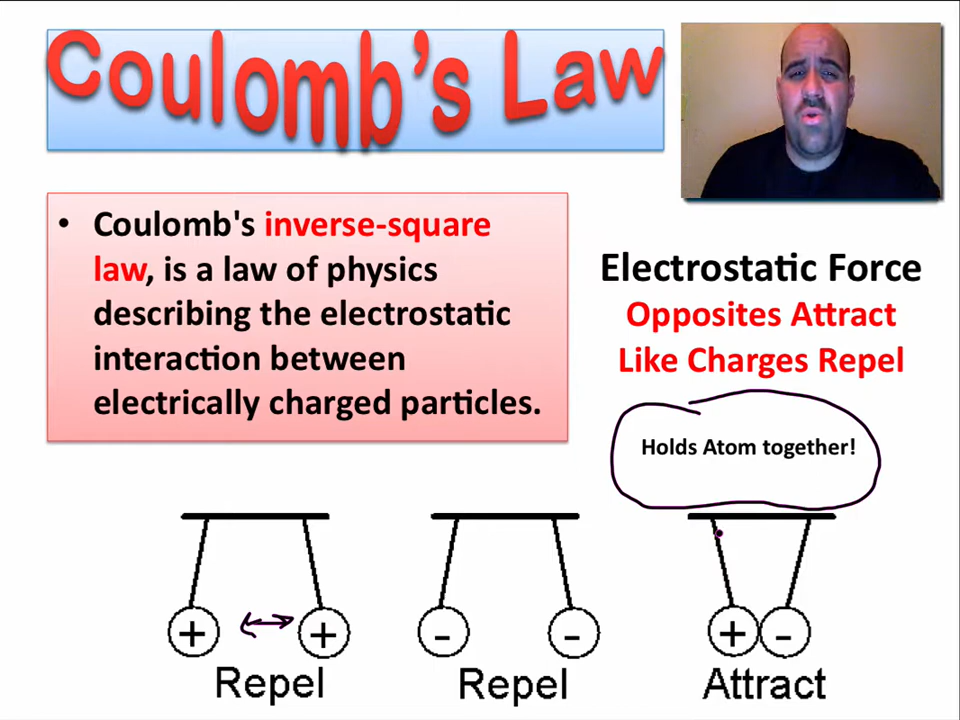 Coulomb's Law
• Coulomb's inverse-square
law, is a law of physics
describing the electrostatic
interaction between
electrically charged particles.
Electrostatic Force
Opposites Attract
Like Charges Repel
Holds Atom together!
+ + - - + -
Repel Repel Attract